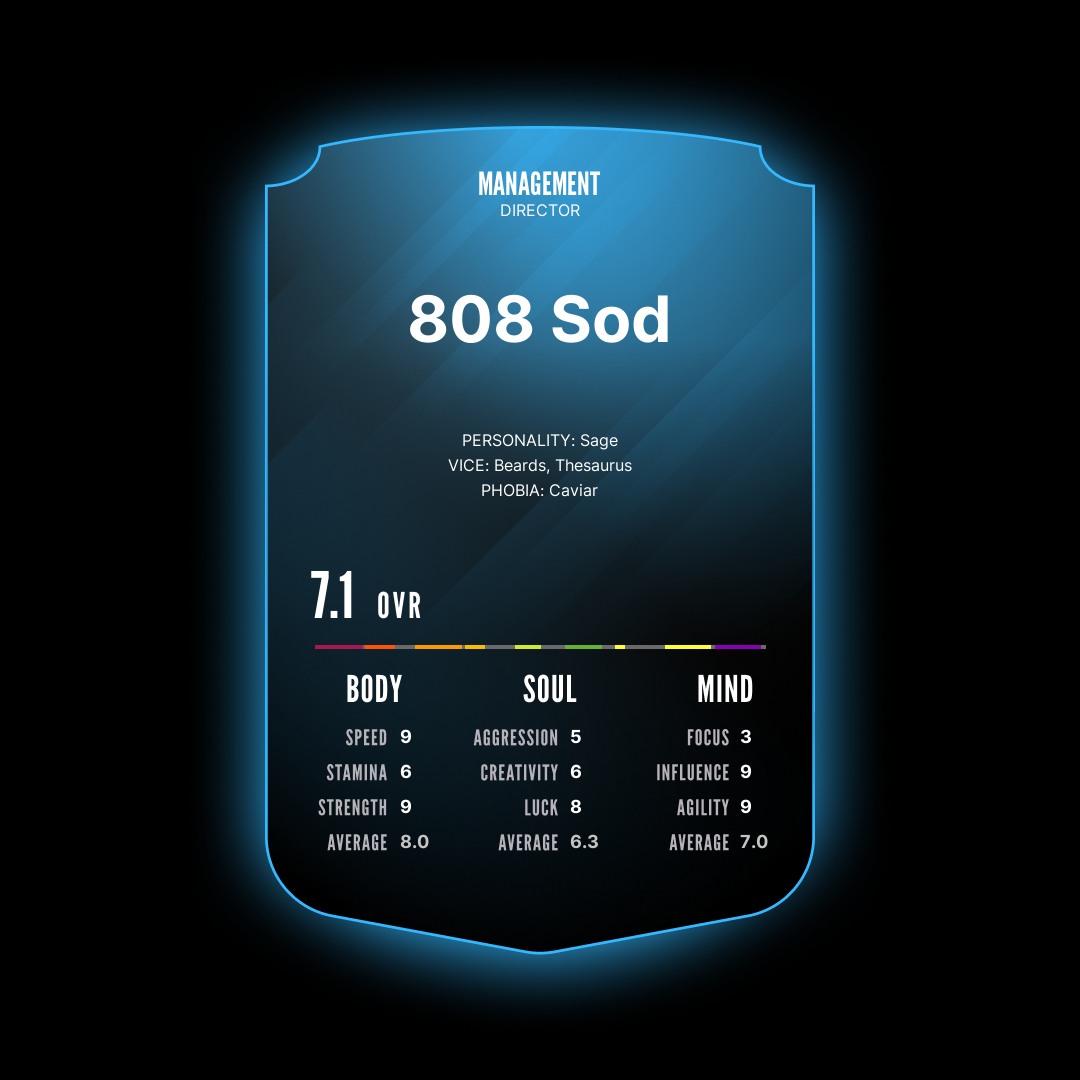 MANAGEMENT
DIRECTOR
808 Sod
PERSONALITY: Sage
VICE: Beards, Thesaurus
PHOBIA: Caviar
7.1 OVR
BODY SOUL MIND
SPEED 9 AGGRESSION 5 FOCUS 3
STAMINA 6 CREATIVITY 6 INFLUENCE 9
STRENGTH 9 LUCK 8 AGILITY 9
AVERAGE 8.0 AVERAGE 6.3 AVERAGE 7.0